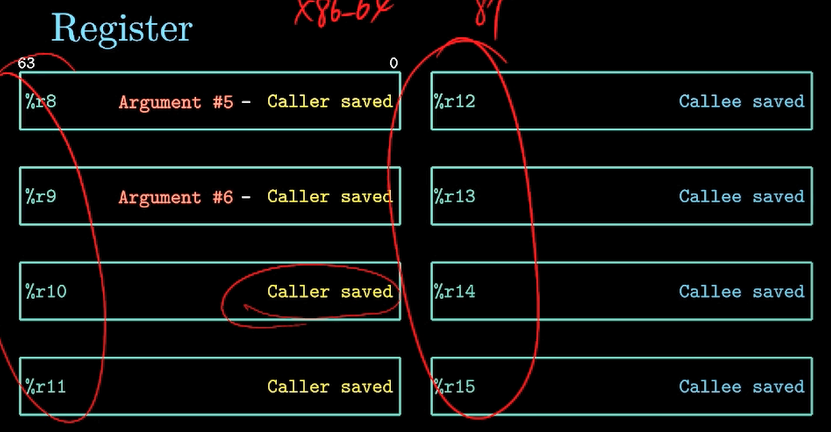 x86-64 87
Register
63 0
%r8 Argument #5 - Caller saved
%r12 Callee saved
%r9 Argument #6 - Caller saved
%r13 Callee saved
%r10 Caller saved
%r14 Callee saved
%r11 Caller saved
%r15 Callee saved